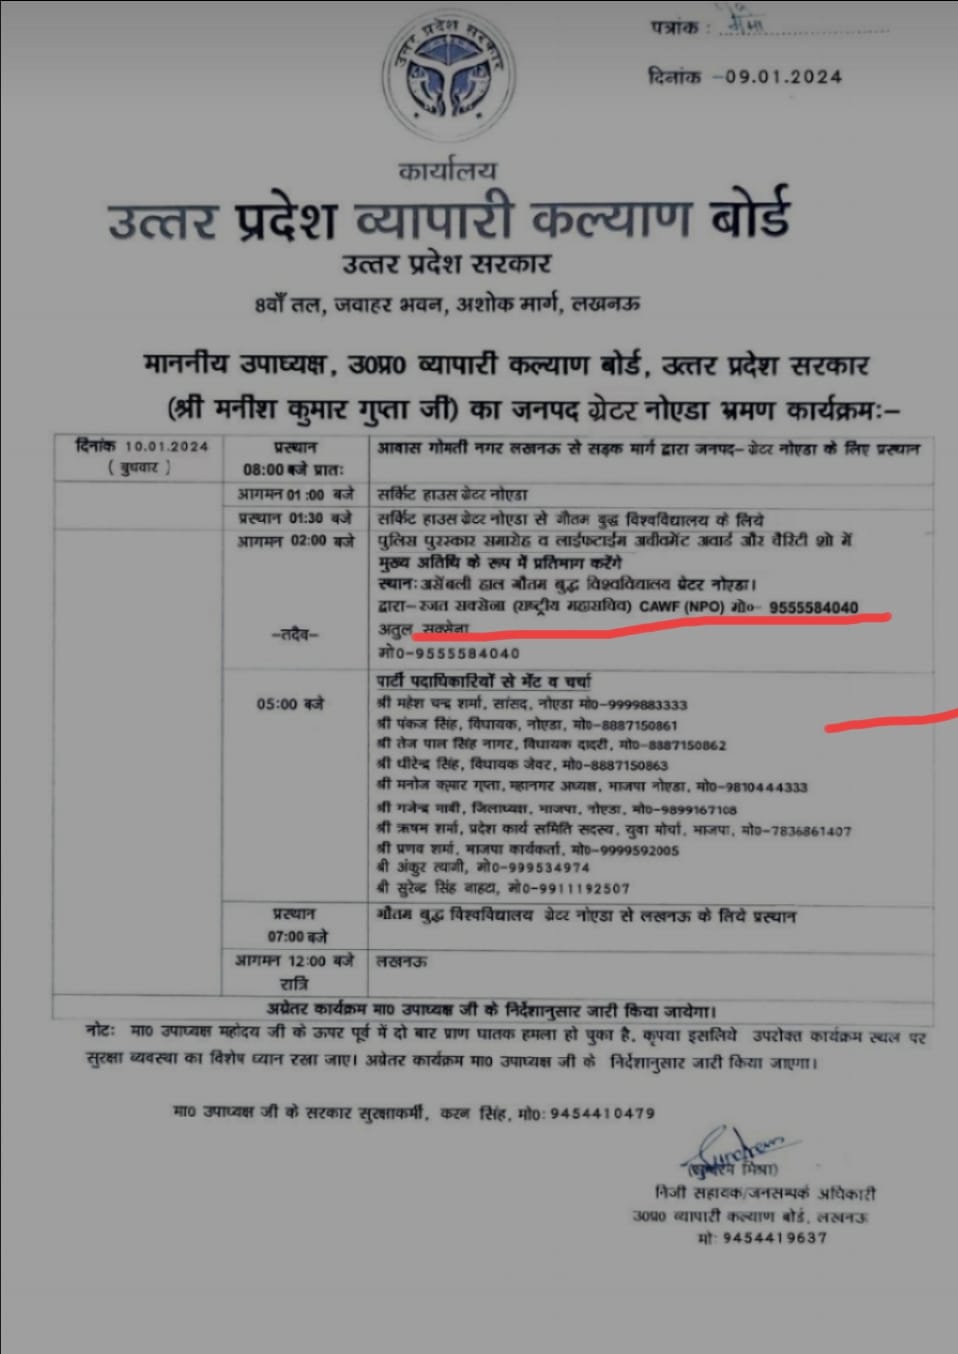 उत्तर प्रदेश सरकार
पत्रांक :
दिनांक -09.01.2024
कार्यालय
उत्तर प्रदेश व्यापारी कल्याण बोर्ड
उत्तर प्रदेश सरकार
8वाँ तल, जवाहर भवन, अशोक मार्ग, लखनऊ
माननीय उपाध्यक्ष, उ0प्र0 व्यापारी कल्याण बोर्ड, उत्तर प्रदेश सरकार
(श्री मनीश कुमार गुप्ता जी) का जनपद ग्रेटर नोएडा भ्रमण कार्यक्रमः-
दिनांक 10.01.2024
( बुधवार )
प्रस्थान
08:00 बजे प्रातः
आवास गोमती नगर लखनऊ से सड़क मार्ग द्वारा जनपद- ग्रेटर नोएडा के लिए प्रस्थान
आगमन 01:00 बजे
सर्किट हाउस ग्रेटर नोएडा
प्रस्थान 01:30 बजे
सर्किट हाउस ग्रेटर नोएडा से गौतम बुद्ध विश्वविद्यालय के लिये
आगमन 02:00 बजे
पुलिस पुरस्कार समारोह व लाईफटाईम अचीवमेंट अवार्ड और चैरिटी शो में
मुख्य अतिथि के रूप में प्रतिभाग करेंगे
स्थानः असेंबली हाल गौतम बुद्ध विश्वविद्यालय ग्रेटर नोएडा।
द्वारा- रजत सक्सेना (राष्ट्रीय महासचिव) CAWF (NPO) मो0- 9555584040
-तदैव-
अतुल सक्सेना
मो0-9555584040
05:00 बजे
पार्टी पदाधिकारियों से भेंट व चर्चा
श्री महेश चन्द्र शर्मा, सांसद, नोएडा मो0-9999883333
श्री पंकज सिंह, विधायक, नोएडा, मो0-8887150861
श्री तेज पाल सिंह नागर, विधायक दादरी, मो0-8887150862
श्री धीरेन्द्र सिंह, विधायक जेवर, मो0-8887150863
श्री मनोज कुमार गुप्ता, महानगर अध्यक्ष, भाजपा नोएडा, मो0-9810444333
श्री गजेन्द्र मावी, जिलाध्यक्ष, भाजपा, नोएडा, मो0-9899167108
श्री ऋषभ शर्मा, प्रदेश कार्य समिति सदस्य, युवा मोर्चा, भाजपा, मो0-7836861407
श्री प्रणव शर्मा, भाजपा कार्यकर्ता, मो0-9999592005
श्री अंकुर त्यागी, मो0-999534974
श्री सुरेन्द्र सिंह नाहटा, मो0-9911192507
प्रस्थान
07:00 बजे
गौतम बुद्ध विश्वविद्यालय ग्रेटर नोएडा से लखनऊ के लिये प्रस्थान
आगमन 12:00 बजे
रात्रि
लखनऊ
अग्रेतर कार्यक्रम मा0 उपाध्यक्ष जी के निर्देशानुसार जारी किया जायेगा।
नोटः मा0 उपाध्यक्ष महोदय जी के ऊपर पूर्व में दो बार प्राण घातक हमला हो चुका है, कृपया इसलिये उपरोक्त कार्यक्रम स्थल पर
सुरक्षा व्यवस्था का विशेष ध्यान रखा जाए। अग्रेतर कार्यक्रम मा0 उपाध्यक्ष जी के निर्देशानुसार जारी किया जाएगा।
मा0 उपाध्यक्ष जी के सरकार सुरक्षाकर्मी, करन सिंह, मो0: 9454410479
(सुन्दरम मिश्रा)
निजी सहायक/जनसम्पर्क अधिकारी
उ0प्र0 व्यापारी कल्याण बोर्ड, लखनऊ
मो: 9454419637